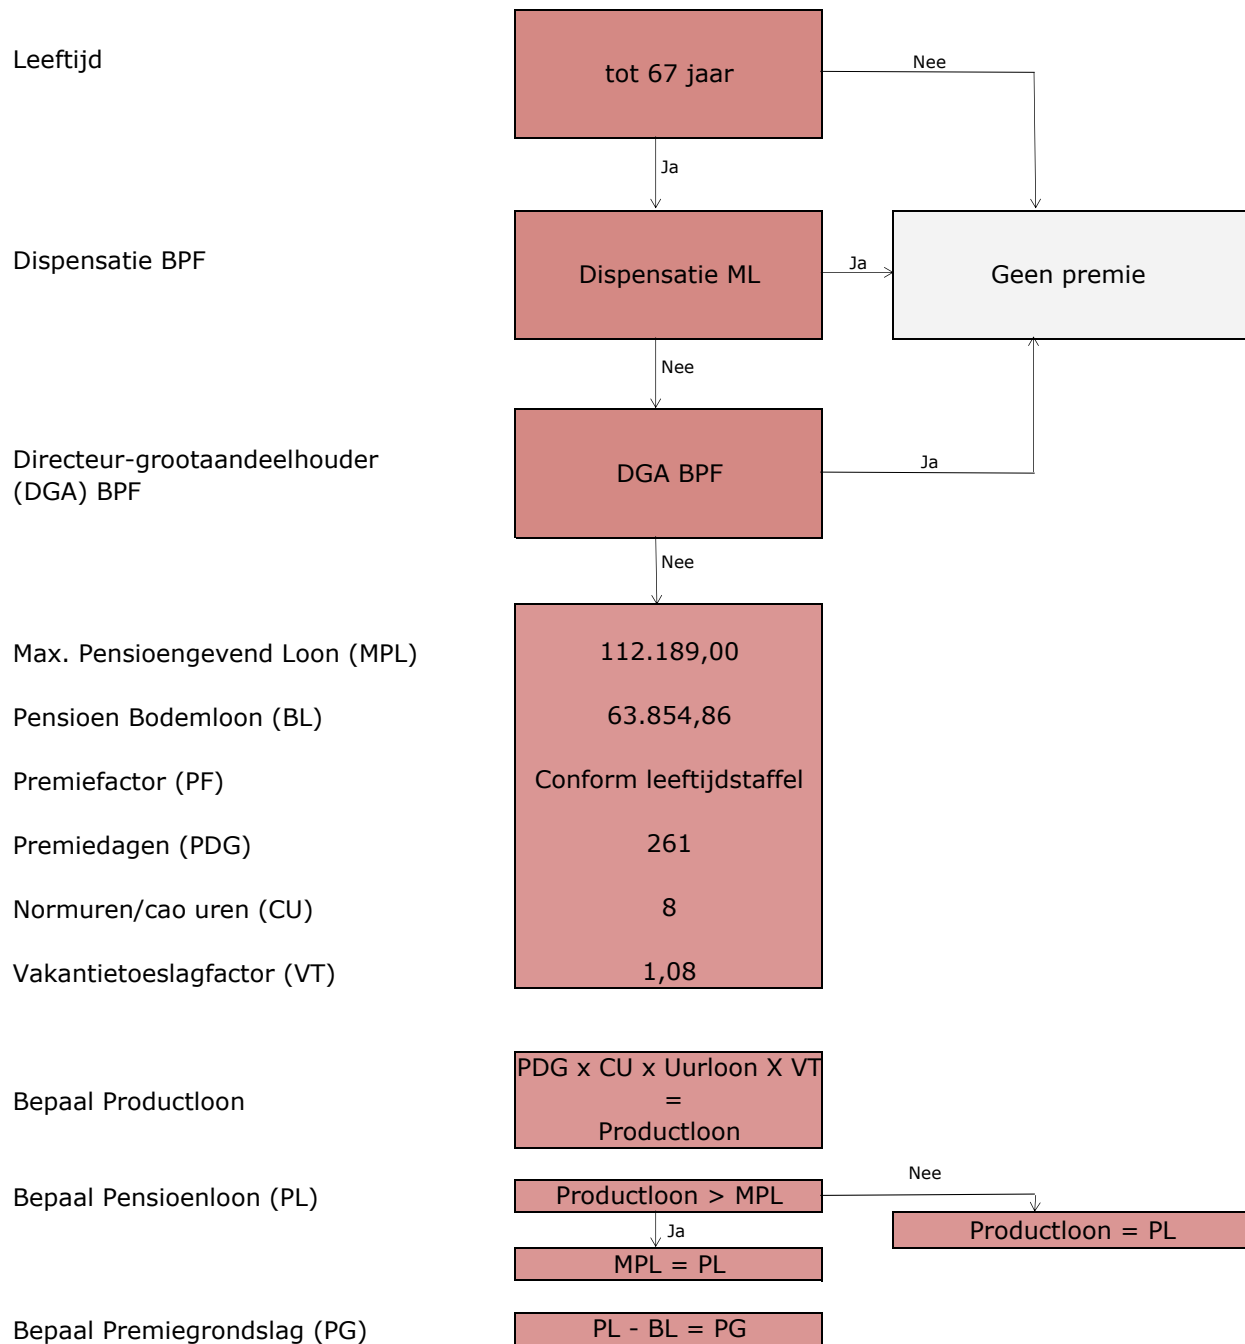 Leeftijd
tot 67 jaar
Nee
Ja
Dispensatie BPF
Dispensatie ML
Ja
Geen premie
Nee
Directeur-grootaandeelhouder
(DGA) BPF
DGA BPF
Ja
Nee
Max. Pensioengevend Loon (MPL)
112.189,00
Pensioen Bodemloon (BL)
63.854,86
Premiefactor (PF)
Conform leeftijdstaffel
Premiedagen (PDG)
261
Normuren/cao uren (CU)
8
Vakantietoeslagfactor (VT)
1,08
Bepaal Productloon
PDG x CU x Uurloon X VT
=
Productloon
Bepaal Pensioenloon (PL)
Productloon > MPL
Nee
Ja
Productloon = PL
MPL = PL
Bepaal Premiegrondslag (PG)
PL - BL = PG